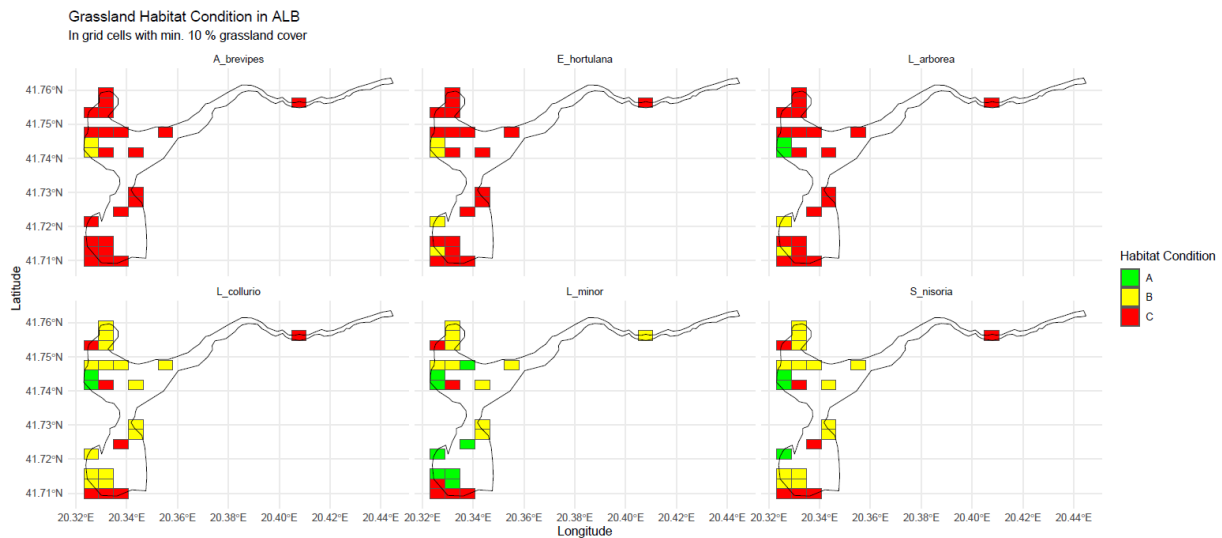 Grassland Habitat Condition in ALB
In grid cells with min. 10 % grassland cover
A_brevipes
E_hortulana
L_arborea
41.76°N
41.75°N
41.74°N
41.73°N
41.72°N
41.71°N
L_collurio
L_minor
S_nisoria
41.76°N
41.75°N
41.74°N
41.73°N
41.72°N
41.71°N
20.32°E 20.34°E 20.36°E 20.38°E 20.40°E 20.42°E 20.44°E
20.32°E 20.34°E 20.36°E 20.38°E 20.40°E 20.42°E 20.44°E
20.32°E 20.34°E 20.36°E 20.38°E 20.40°E 20.42°E 20.44°E
Longitude
Latitude
Habitat Condition
A
B
C